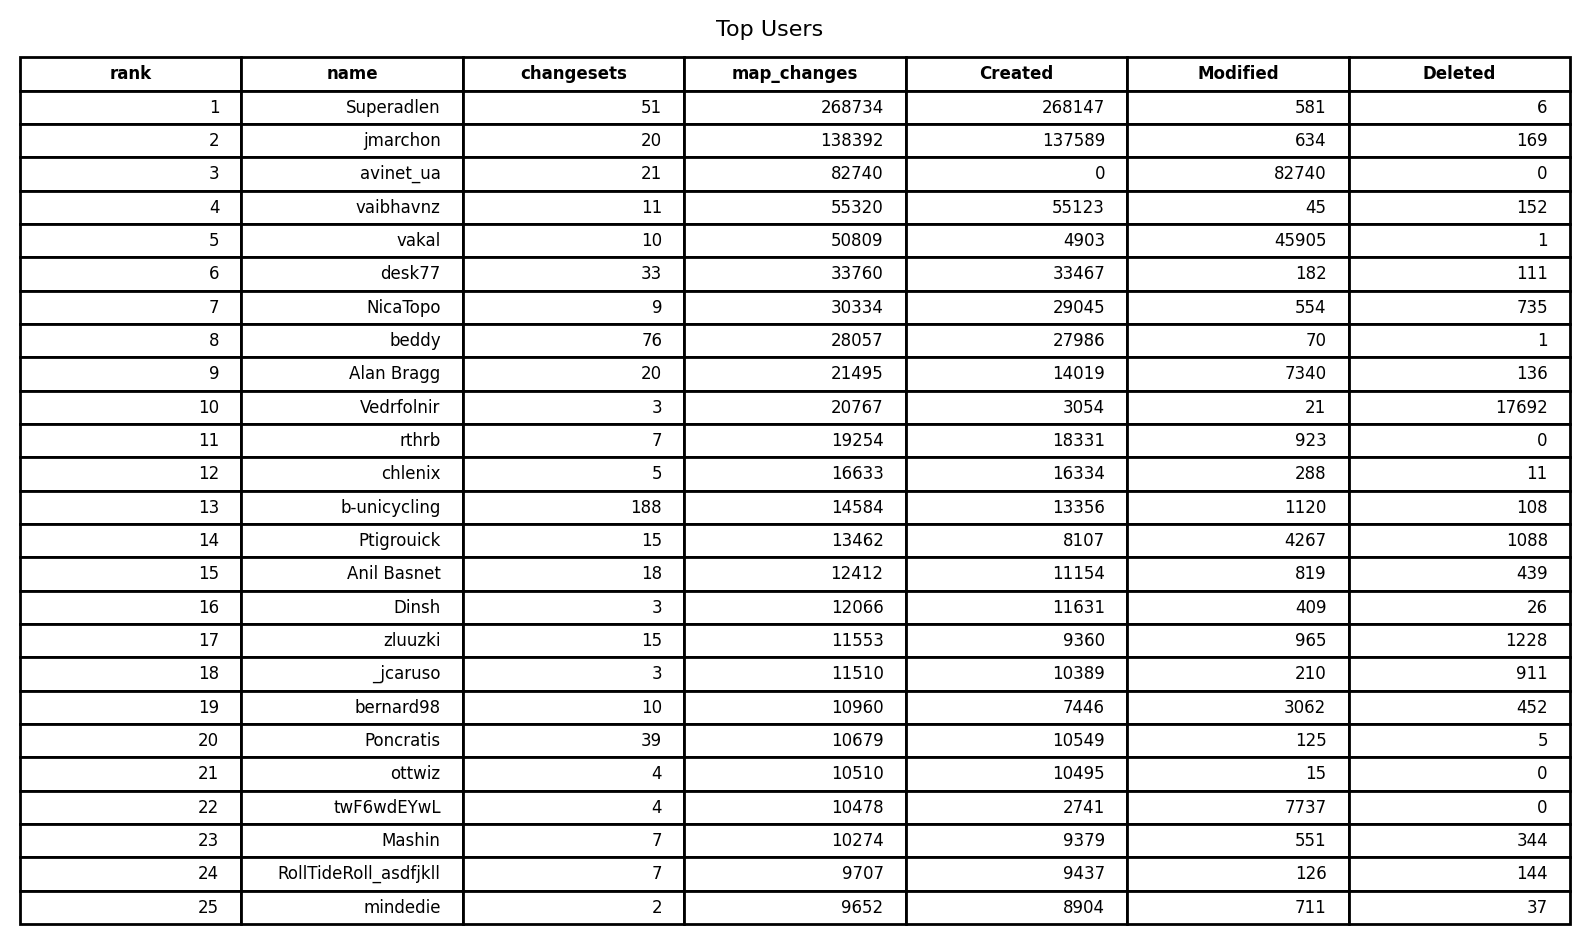 Top Users
rank name changesets map_changes Created Modified Deleted
1 Superadlen 51 268734 268147 581 6
2 jmarchon 20 138392 137589 634 169
3 avinet_ua 21 82740 0 82740 0
4 vaibhavnz 11 55320 55123 45 152
5 vakal 10 50809 4903 45905 1
6 desk77 33 33760 33467 182 111
7 NicaTopo 9 30334 29045 554 735
8 beddy 76 28057 27986 70 1
9 Alan Bragg 20 21495 14019 7340 136
10 Vedrfolnir 3 20767 3054 21 17692
11 rthrb 7 19254 18331 923 0
12 chlenix 5 16633 16334 288 11
13 b-unicycling 188 14584 13356 1120 108
14 Ptigrouick 15 13462 8107 4267 1088
15 Anil Basnet 18 12412 11154 819 439
16 Dinsh 3 12066 11631 409 26
17 zluuzki 15 11553 9360 965 1228
18 _jcaruso 3 11510 10389 210 911
19 bernard98 10 10960 7446 3062 452
20 Poncratis 39 10679 10549 125 5
21 ottwiz 4 10510 10495 15 0
22 twF6wdEYwL 4 10478 2741 7737 0
23 Mashin 7 10274 9379 551 344
24 RollTideRoll_asdfjkll 7 9707 9437 126 144
25 mindedie 2 9652 8904 711 37